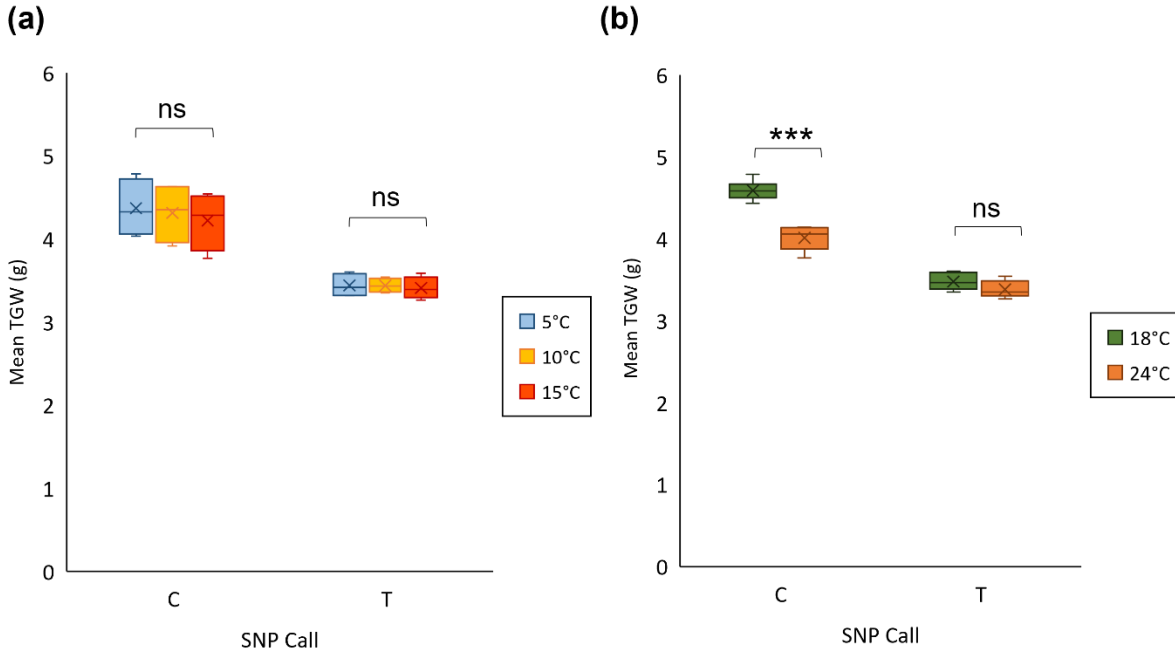 (a)
6
5
4
3
2
1
0
Mean TGW (g)
ns
ns
C
T
SNP Call
5°C
10°C
15°C
(b)
6
5
4
3
2
1
0
Mean TGW (g)
***
ns
C
T
SNP Call
18°C
24°C